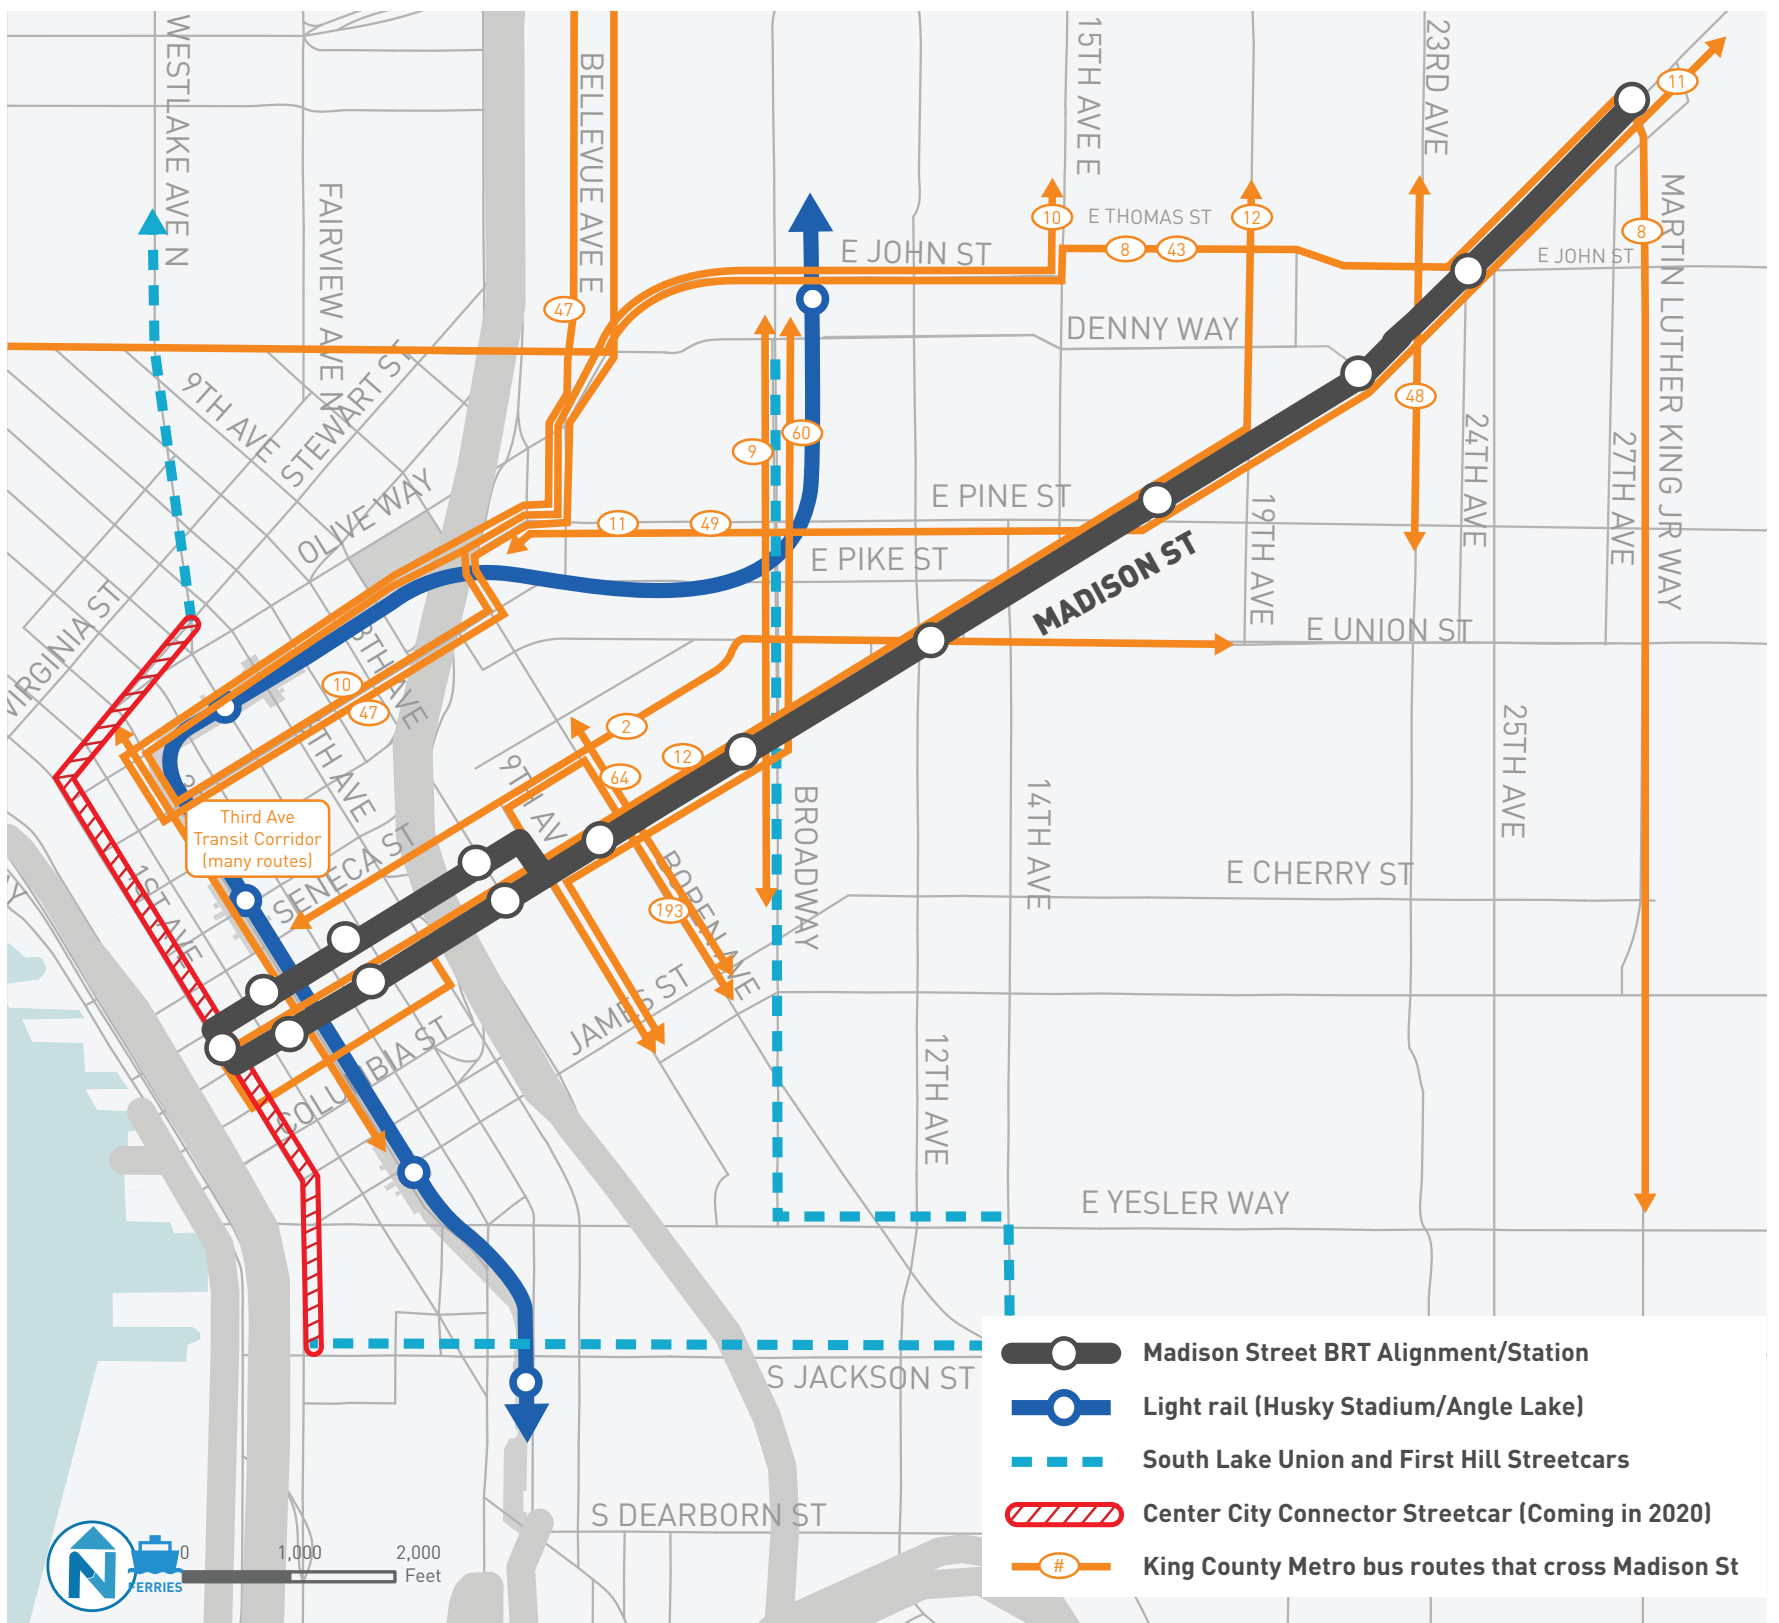 WESTLAKE AVE N
FAIRVIEW AVE N
BELLEVUE AVE E
15TH AVE E
23RD AVE
11
10
E THOMAS ST
12
8
43
E JOHN ST
E JOHN ST
8
MARTIN LUTHER KING JR WAY
47
DENNY WAY
9TH AVE
STEWART ST
48
60
9
24TH AVE
27TH AVE
OLIVE WAY
E PINE ST
19TH AVE
11
49
E PIKE ST
MADISON ST
VIRGINIA ST
8TH AVE
E UNION ST
10
47
2
12
64
25TH AVE
TH AVE
9TH AV
Third Ave
Transit Corridor
(many routes)
SENECA ST
1ST AVE
BROADWAY
14TH AVE
E CHERRY ST
BOREN AVE
193
JAMES ST
COLUMBIA ST
12TH AVE
E YESLER WAY
S JACKSON ST
S DEARBORN ST
Madison Street BRT Alignment/Station
Light rail (Husky Stadium/Angle Lake)
South Lake Union and First Hill Streetcars
Center City Connector Streetcar (Coming in 2020)
# King County Metro bus routes that cross Madison St
N
FERRIES
0 1,000 2,000
Feet